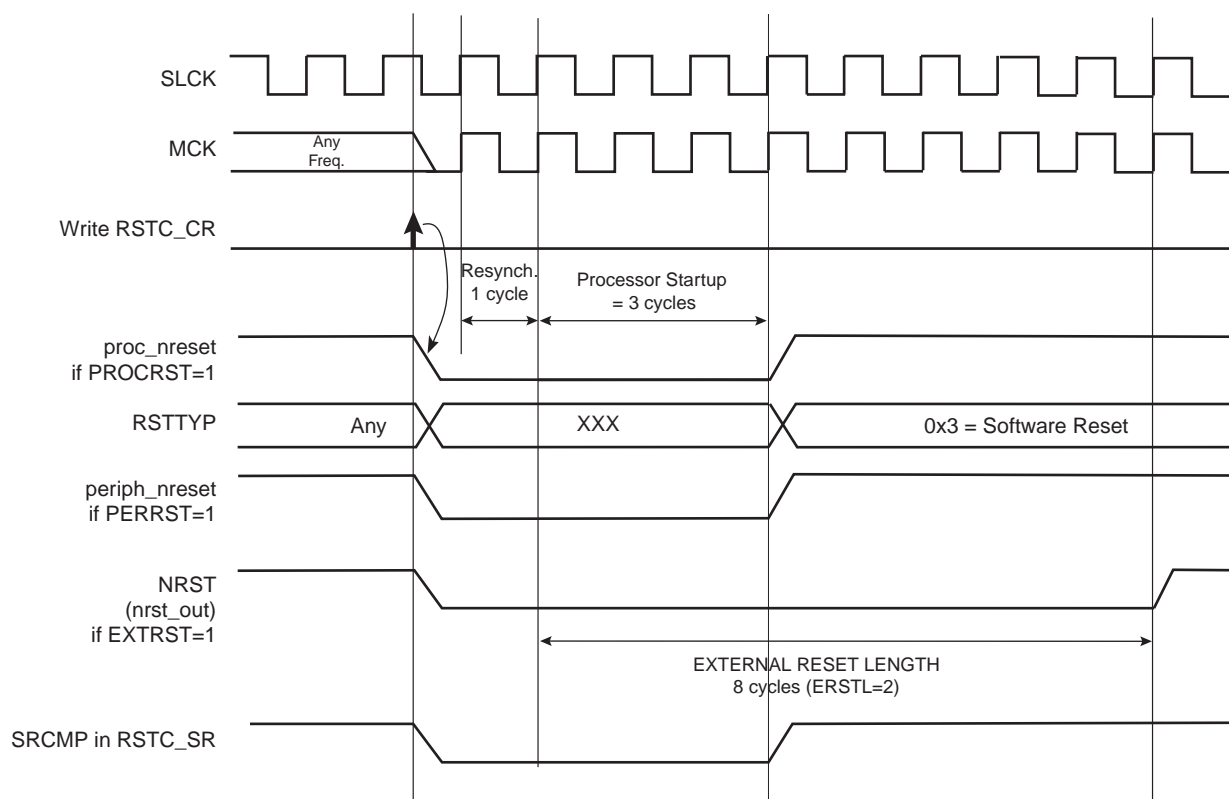 SLCK
MCK
Any
Freq.
Write RSTC_CR
Resynch.
1 cycle
Processor Startup
= 3 cycles
proc_nreset
if PROCRST=1
RSTTYP
Any
XXX
0x3 = Software Reset
periph_nreset
if PERRST=1
NRST
(nrst_out)
if EXTRST=1
EXTERNAL RESET LENGTH
8 cycles (ERSTL=2)
SRCMP in RSTC_SR